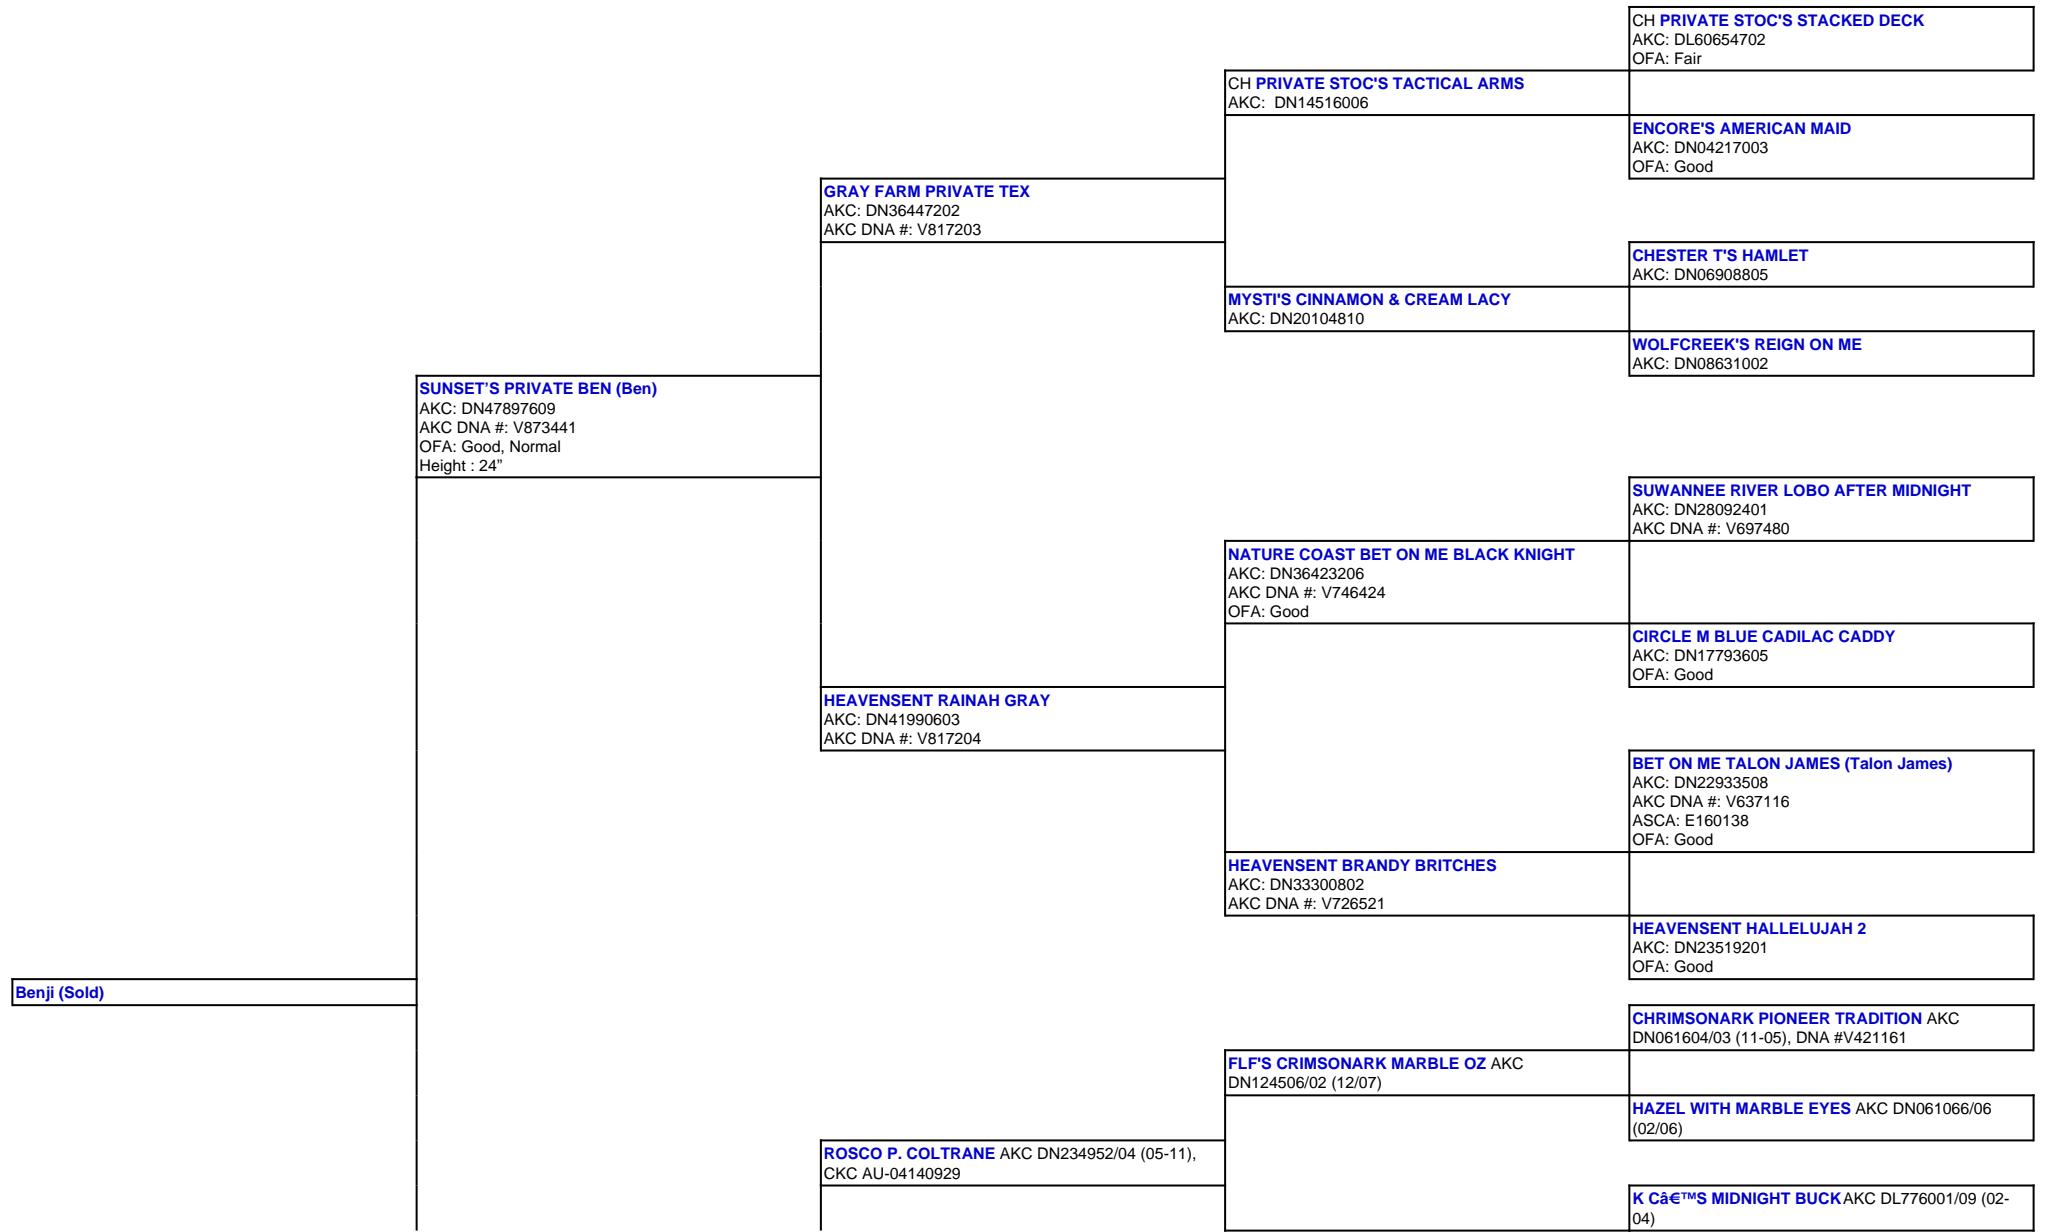 CH PRIVATE STOC'S STACKED DECK
AKC: DL60654702
OFA: Fair
CH PRIVATE STOC'S TACTICAL ARMS
AKC:  DN14516006
ENCORE'S AMERICAN MAID
AKC: DN04217003
OFA: Good
GRAY FARM PRIVATE TEX
AKC: DN36447202
AKC DNA #: V817203
CHESTER T'S HAMLET
AKC: DN06908805
MYSTI'S CINNAMON & CREAM LACY
AKC: DN20104810
WOLFCREEK'S REIGN ON ME
AKC: DN08631002
SUNSET’S PRIVATE BEN (Ben)
AKC: DN47897609
AKC DNA #: V873441
OFA: Good, Normal
Height : 24”
SUWANNEE RIVER LOBO AFTER MIDNIGHT
AKC: DN28092401
AKC DNA #: V697480
NATURE COAST BET ON ME BLACK KNIGHT
AKC: DN36423206
AKC DNA #: V746424
OFA: Good
CIRCLE M BLUE CADILAC CADDY
AKC: DN17793605
OFA: Good
HEAVENSENT RAINAH GRAY
AKC: DN41990603
AKC DNA #: V817204
BET ON ME TALON JAMES (Talon James)
AKC: DN22933508
AKC DNA #: V637116
ASCA: E160138
OFA: Good
HEAVENSENT BRANDY BRITCHES
AKC: DN33300802
AKC DNA #: V726521
HEAVENSENT HALLELUJAH 2
AKC: DN23519201
OFA: Good
Benji (Sold)
CHRIMSONARK PIONEER TRADITION AKC
DN061604/03 (11-05), DNA #V421161
FLF'S CRIMSONARK MARBLE OZ AKC
DN124506/02 (12/07)
HAZEL WITH MARBLE EYES AKC DN061066/06
(02/06)
ROSCO P. COLTRANE AKC DN234952/04 (05-11),
CKC AU-04140929
K Câ€™S MIDNIGHT BUCKAKC DL776001/09 (02-
04)